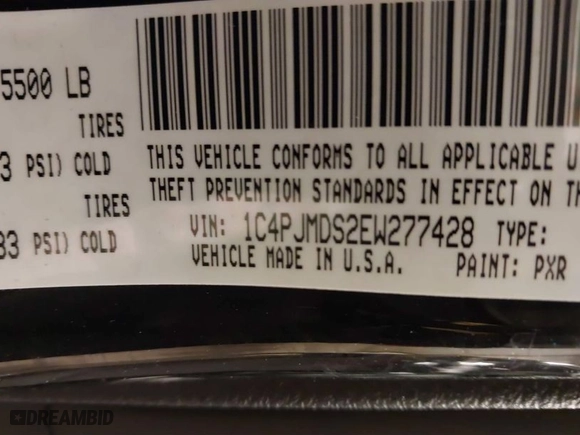 5500 LB
TIRES
3 PSI) COLD
TIRES
33 PSI) COLD
THIS VEHICLE CONFORMS TO ALL APPLICABLE U
THEFT PREVENTION STANDARDS IN EFFECT ON TH
VIN: 1C4PJMDS2EW277428 TYPE:
VEHICLE MADE IN U.S.A. PAINT: PXR
DREAMBID